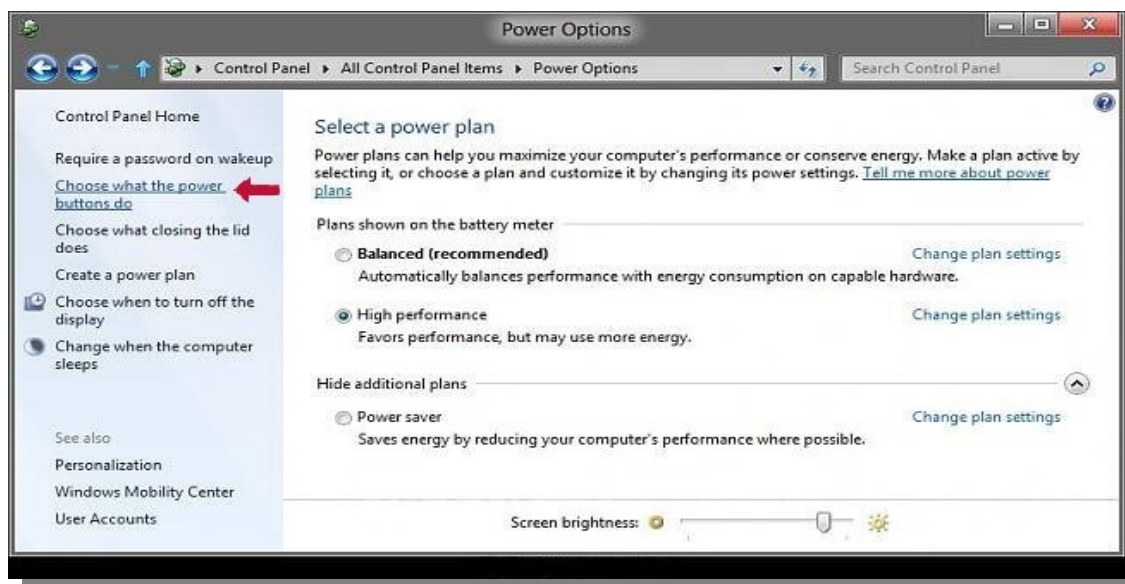 Power Options
Control Panel ▸ All Control Panel Items ▸ Power Options
Search Control Panel
Control Panel Home
Require a password on wakeup
Choose what the power
buttons do
Choose what closing the lid
does
Create a power plan
Choose when to turn off the
display
Change when the computer
sleeps
See also
Personalization
Windows Mobility Center
User Accounts
Select a power plan
Power plans can help you maximize your computer's performance or conserve energy. Make a plan active by
selecting it, or choose a plan and customize it by changing its power settings. Tell me more about power
plans
Plans shown on the battery meter
Balanced (recommended) Change plan settings
Automatically balances performance with energy consumption on capable hardware.
High performance Change plan settings
Favors performance, but may use more energy.
Hide additional plans
Power saver Change plan settings
Saves energy by reducing your computer's performance where possible.
Screen brightness: